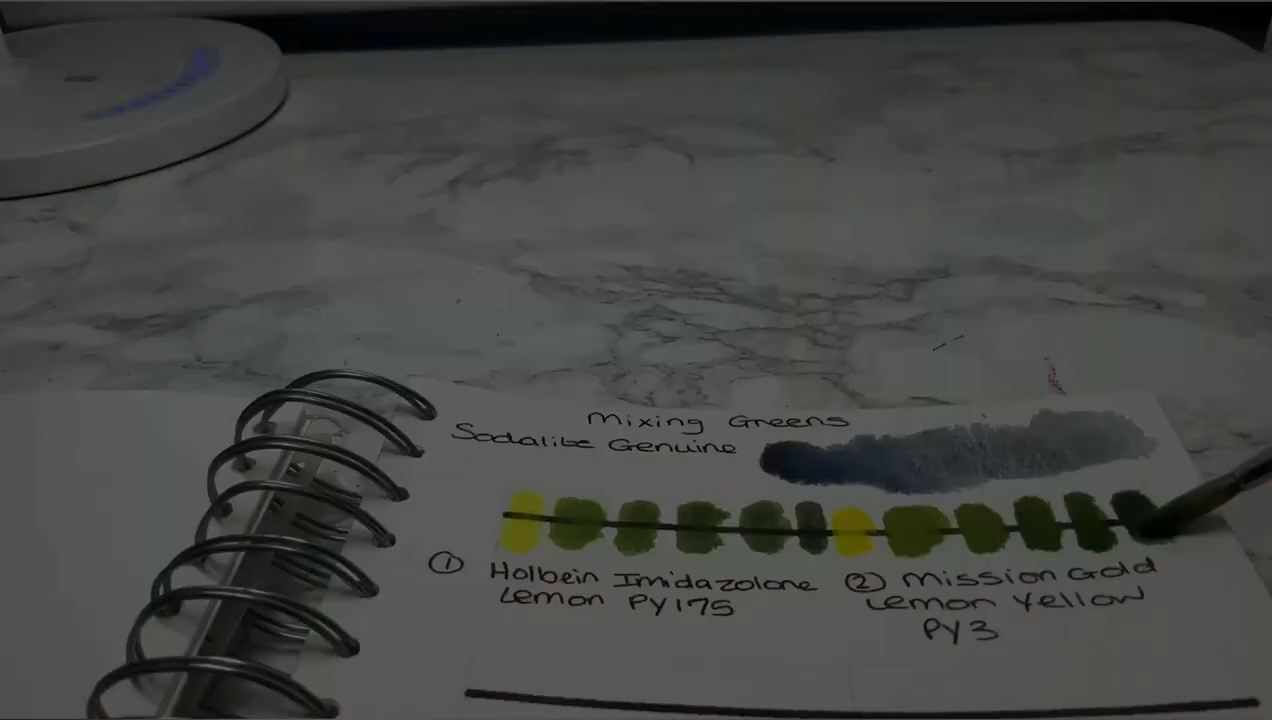 Mixing Greens
Sodalite Genuine
① Holbein Imidazolone
Lemon PY175
② Mission Gold
Lemon Yellow
PY3